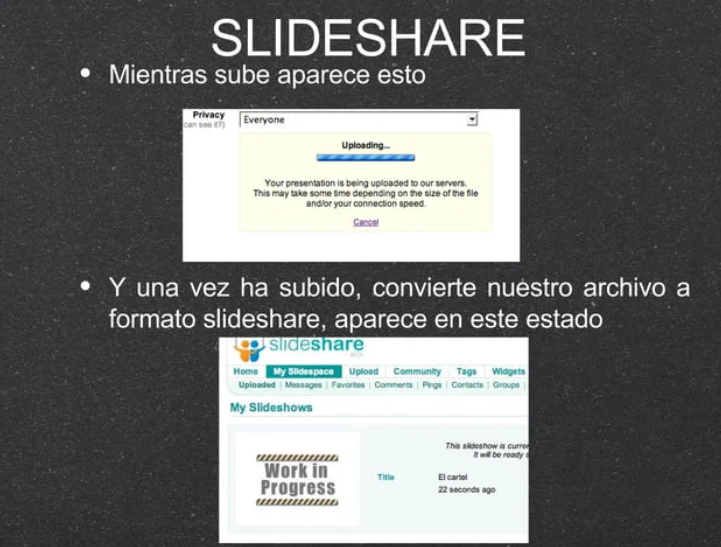 SLIDESHARE
• Mientras sube aparece esto
Privacy
can see it?)
Everyone
Uploading...
Your presentation is being uploaded to our servers.
This may take some time depending on the size of the file
and/or your connection speed.
Cancel
• Y una vez ha subido, convierte nuestro archivo a
formato slideshare, aparece en este estado
slideshare
Home My Slidespace Upload Community Tags Widgets
Uploaded | Messages | Favorites | Comments | Pings | Contacts | Groups |
My Slideshows
This slideshow is curre
It will be ready
Work in
Progress
Title El cartel
22 seconds ago